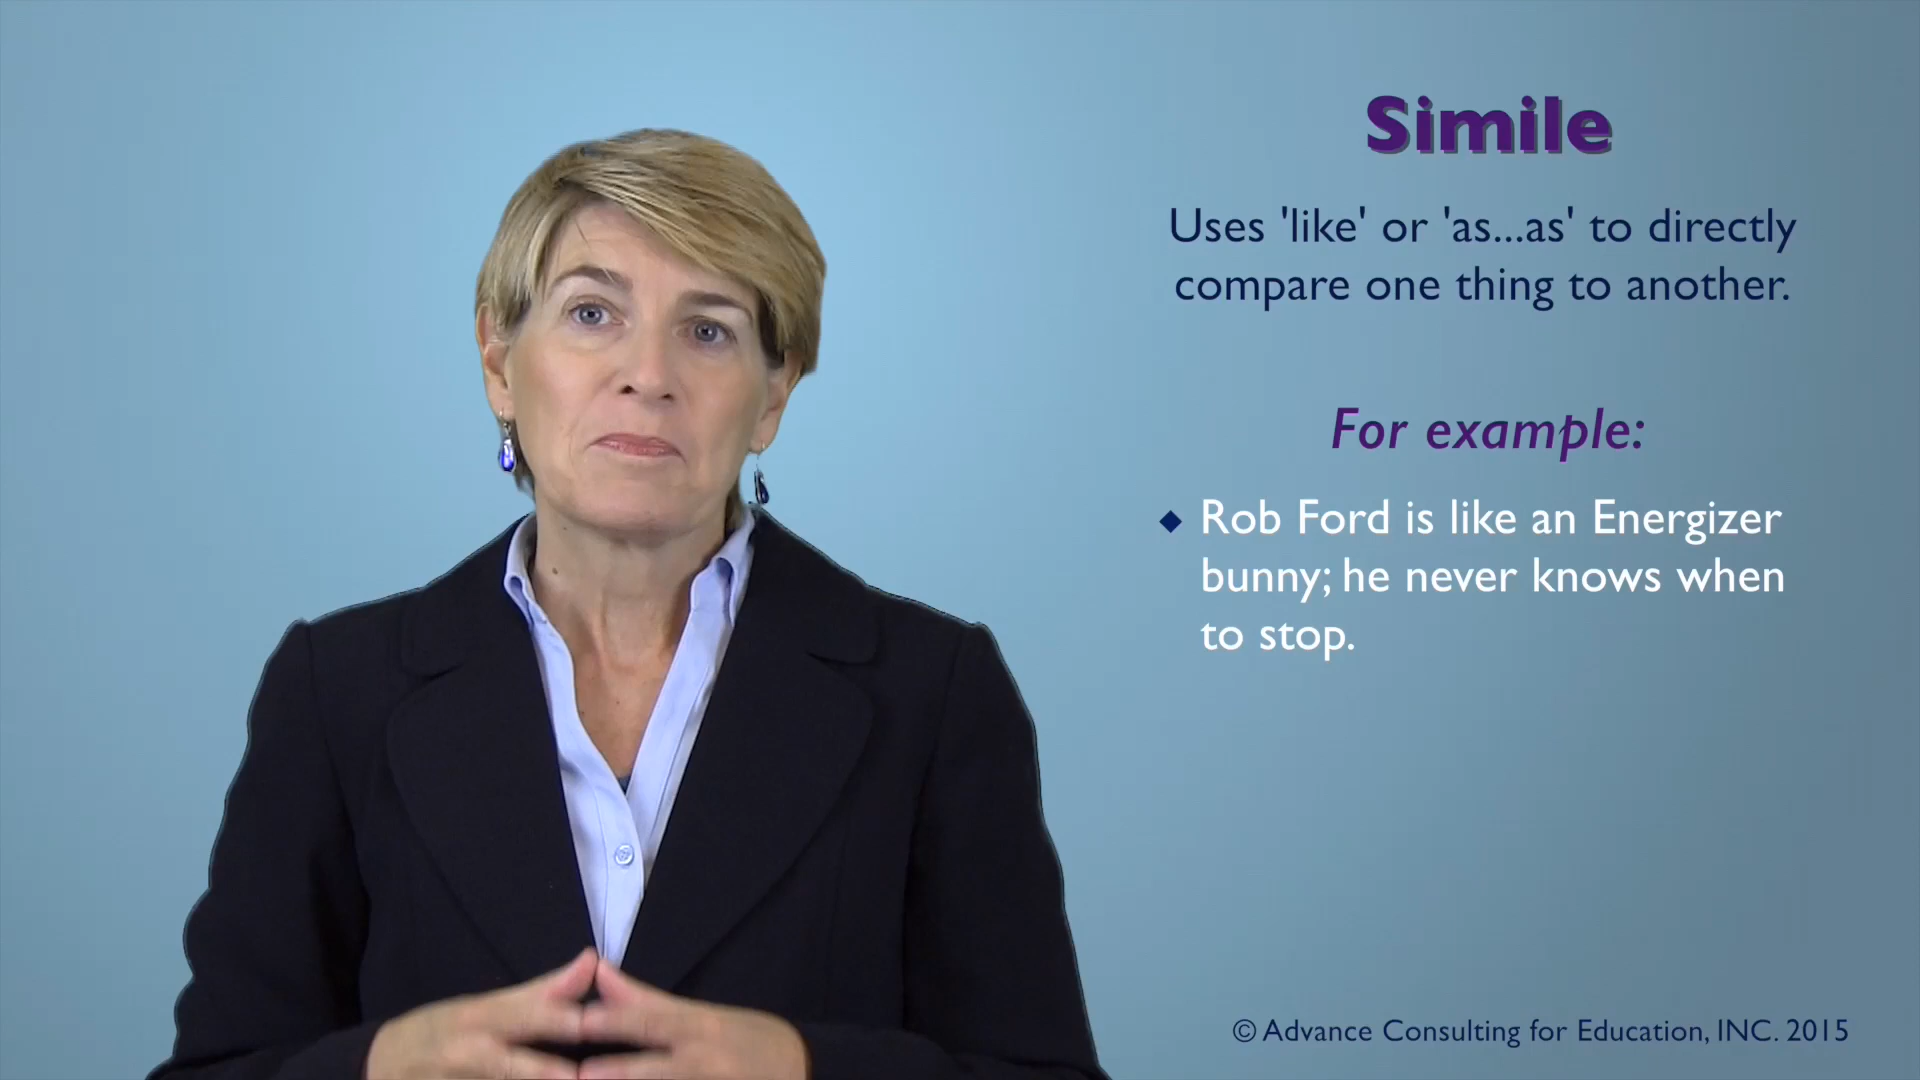 Simile
Uses 'like' or 'as...as' to directly
compare one thing to another.
For example:
◆ Rob Ford is like an Energizer
bunny; he never knows when
to stop.
© Advance Consulting for Education, INC. 2015